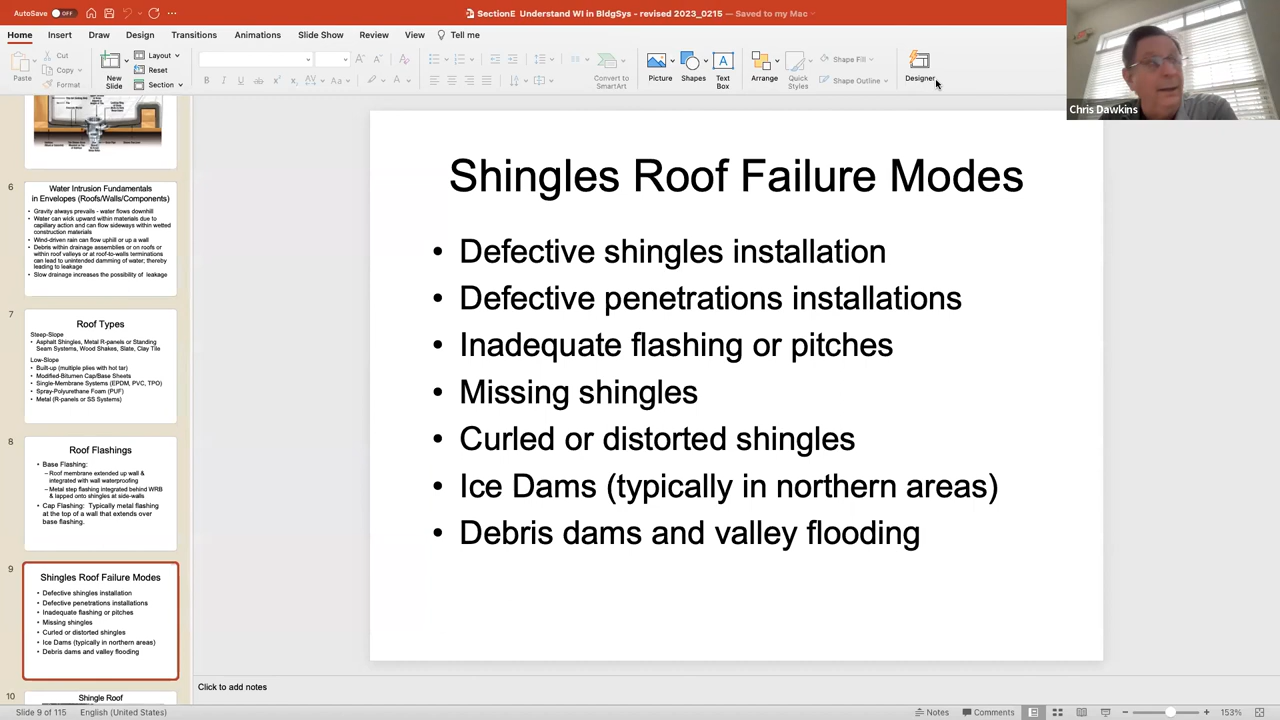 AutoSave OFF
SectionE Understand WI in BldgSys - revised 2023_0215 — Saved to my Mac
Home Insert Draw Design Transitions Animations Slide Show Review View Tell me
Paste
Cut
Copy
Format
New Slide
Layout
Reset
Section
Convert to SmartArt
Picture
Shapes
Text Box
Arrange
Quick Styles
Shape Fill
Shape Outline
Designer
Chris Dawkins
6
Water Intrusion Fundamentals
in Envelopes (Roofs/Walls/Components)
• Gravity always prevails - water flows downhill
• Water can wick upward within materials due to
capillary action and can flow sideways within wetted
construction materials
• Wind-driven rain can flow uphill or up a wall
• Debris within drainage assemblies or on roofs or
within roof valleys or at roof-to-walls terminations
can lead to unintended damming of water; thereby
leading to leakage
• Slow drainage increases the possibility of leakage
7
Roof Types
Steep-Slope
• Asphalt Shingles, Metal R-panels or Standing
Seam Systems, Wood Shakes, Slate, Clay Tile
Low-Slope
• Built-up (multiple plies with hot tar)
• Modified-Bitumen Cap/Base Sheets
• Single-Membrane Systems (EPDM, PVC, TPO)
• Spray-Polyurethane Foam (PUF)
• Metal (R-panels or SS Systems)
8
Roof Flashings
• Base Flashing:
– Roof membrane extended up wall &
integrated with wall waterproofing
– Metal step flashing integrated behind WRB
& lapped onto shingles at side-walls
• Cap Flashing: Typically metal flashing
at the top of a wall that extends over
base flashing.
9
Shingles Roof Failure Modes
• Defective shingles installation
• Defective penetrations installations
• Inadequate flashing or pitches
• Missing shingles
• Curled or distorted shingles
• Ice Dams (typically in northern areas)
• Debris dams and valley flooding
10
Shingle Roof
Shingles Roof Failure Modes
• Defective shingles installation
• Defective penetrations installations
• Inadequate flashing or pitches
• Missing shingles
• Curled or distorted shingles
• Ice Dams (typically in northern areas)
• Debris dams and valley flooding
Click to add notes
Slide 9 of 115 English (United States)
Notes Comments 153%